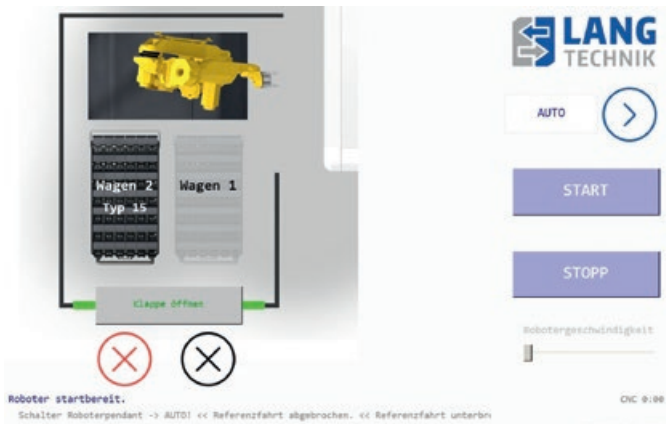 LANG
TECHNIK
AUTO
Wagen 2
Typ 15
Wagen 1
START
STOPP
Klappe öffnen
Robotergeschwindigkeit
Roboter startbereit.
CNC 0:00
Schalter Roboterpendant -> AUTO! << Referenzfahrt abgebrochen. << Referenzfahrt unterbr